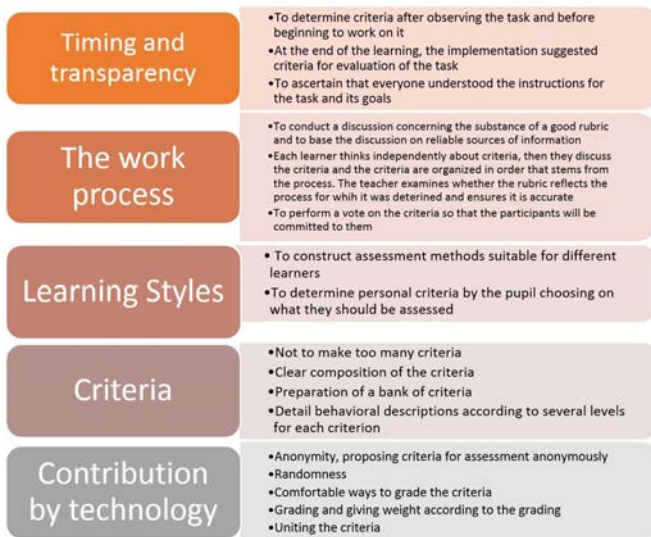 Timing and
transparency
•To determine criteria after observing the task and before
beginning to work on it
•At the end of the learning, the implementation suggested
criteria for evaluation of the task
•To ascertain that everyone understood the instructions for
the task and its goals
The work
process
•To conduct a discussion concerning the substance of a good rubric
and to base the discussion on reliable sources of information
•Each learner thinks independently about criteria, then they discuss
the criteria and the criteria are organized in order that stems from
the process. The teacher examines whether the rubric reflects the
process for whih it was deterined and ensures it is accurate
•To perform a vote on the criteria so that the participants will be
committed to them
Learning Styles
• To construct assessment methods suitable for different
learners
•To determine personal criteria by the pupil choosing on
what they should be assessed
Criteria
•Not to make too many criteria
•Clear composition of the criteria
•Preparation of a bank of criteria
•Detail behavioral descriptions according to several levels
for each criterion
Contribution
by technology
•Anonymity, proposing criteria for assessment anonymously
•Randomness
•Comfortable ways to grade the criteria
•Grading and giving weight according to the grading
•Uniting the criteria